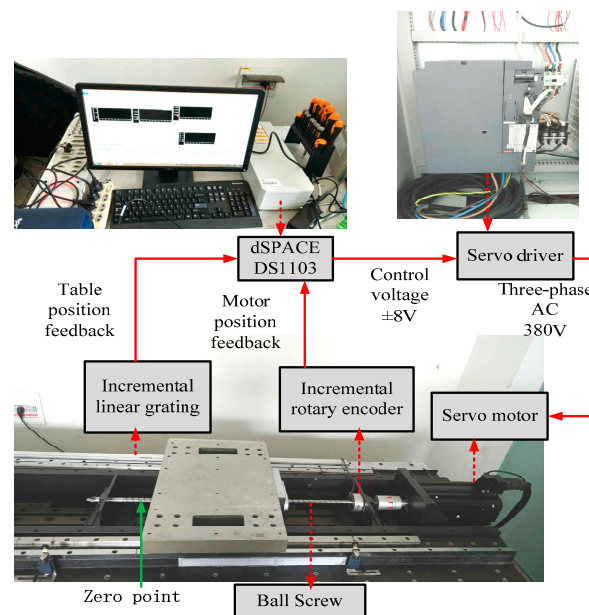 dSPACE
DS1103
Servo driver
Table
position
feedback
Motor
position
feedback
Control
voltage
±8V
Three-phase
AC
380V
Incremental
linear grating
Incremental
rotary encoder
Servo motor
Zero point
Ball Screw